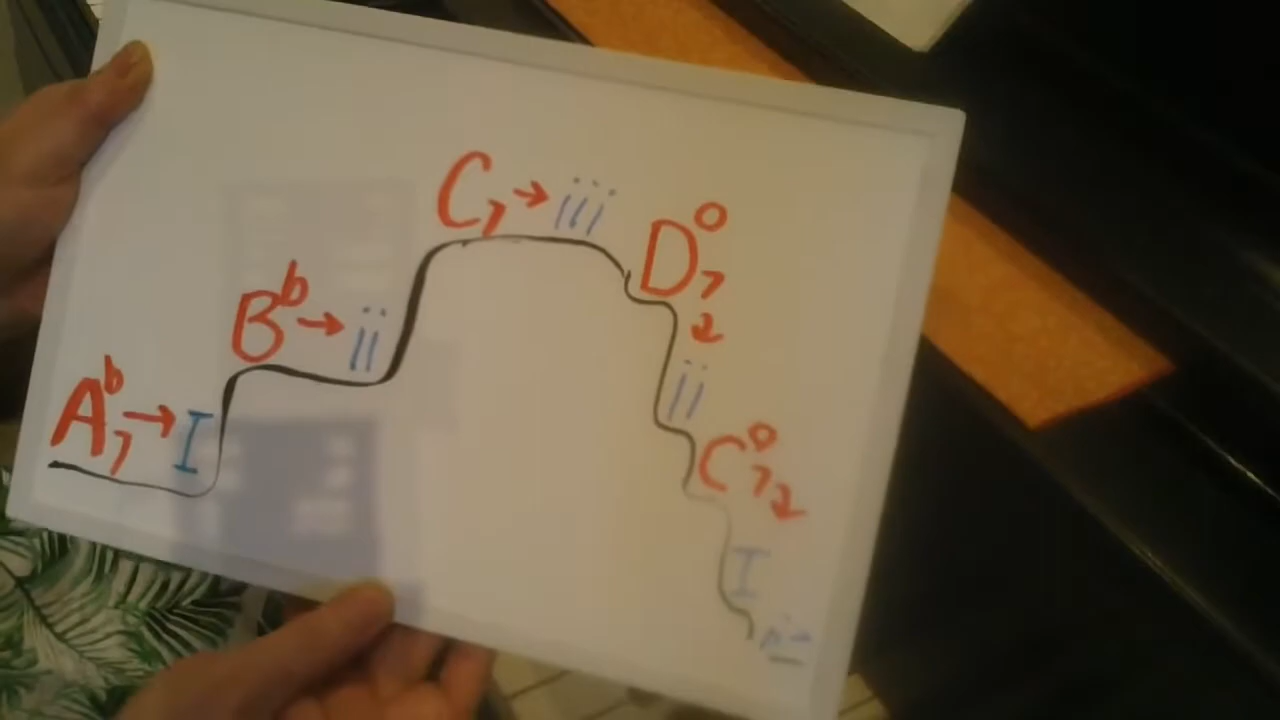 A♭7 → I
B♭ → ii
C7 → iii
D°7
ii
C°7
I